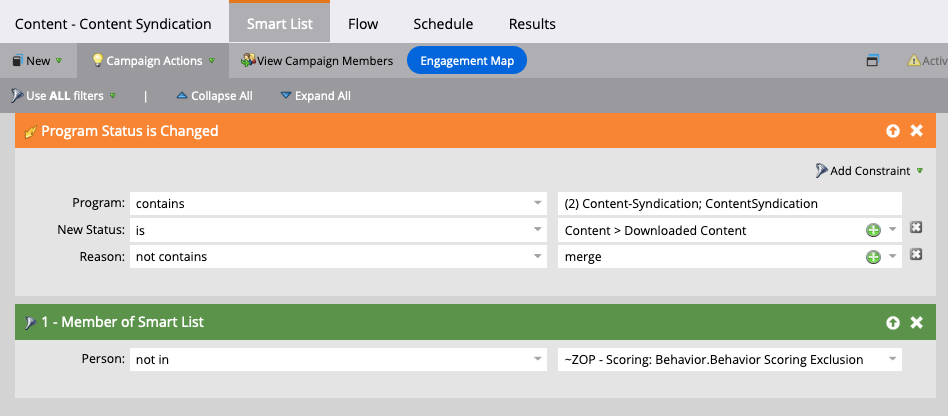 Content - Content Syndication Smart List Flow Schedule Results
New Campaign Actions View Campaign Members Engagement Map Activ
Use ALL filters | Collapse All Expand All
Program Status is Changed
Add Constraint
Program: contains (2) Content-Syndication; ContentSyndication
New Status: is Content > Downloaded Content
Reason: not contains merge
1 - Member of Smart List
Person: not in ~ZOP - Scoring: Behavior.Behavior Scoring Exclusion